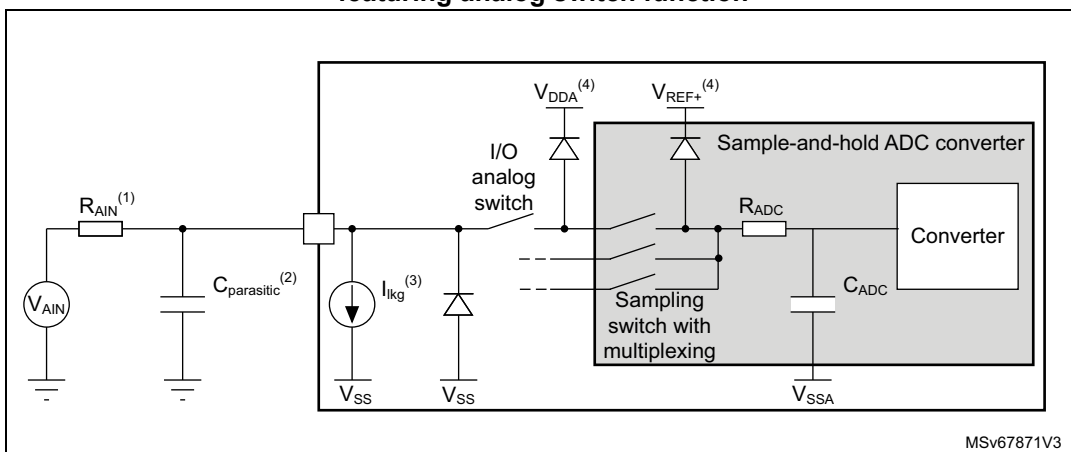 featuring analog switch function
V_DDA^(4)
V_REF+^(4)
Sample-and-hold ADC converter
I/O
analog
switch
R_AIN^(1)
R_ADC
Converter
V_AIN
C_parasitic^(2)
I_lkg^(3)
C_ADC
Sampling
switch with
multiplexing
V_SS
V_SS
V_SSA
MSv67871V3